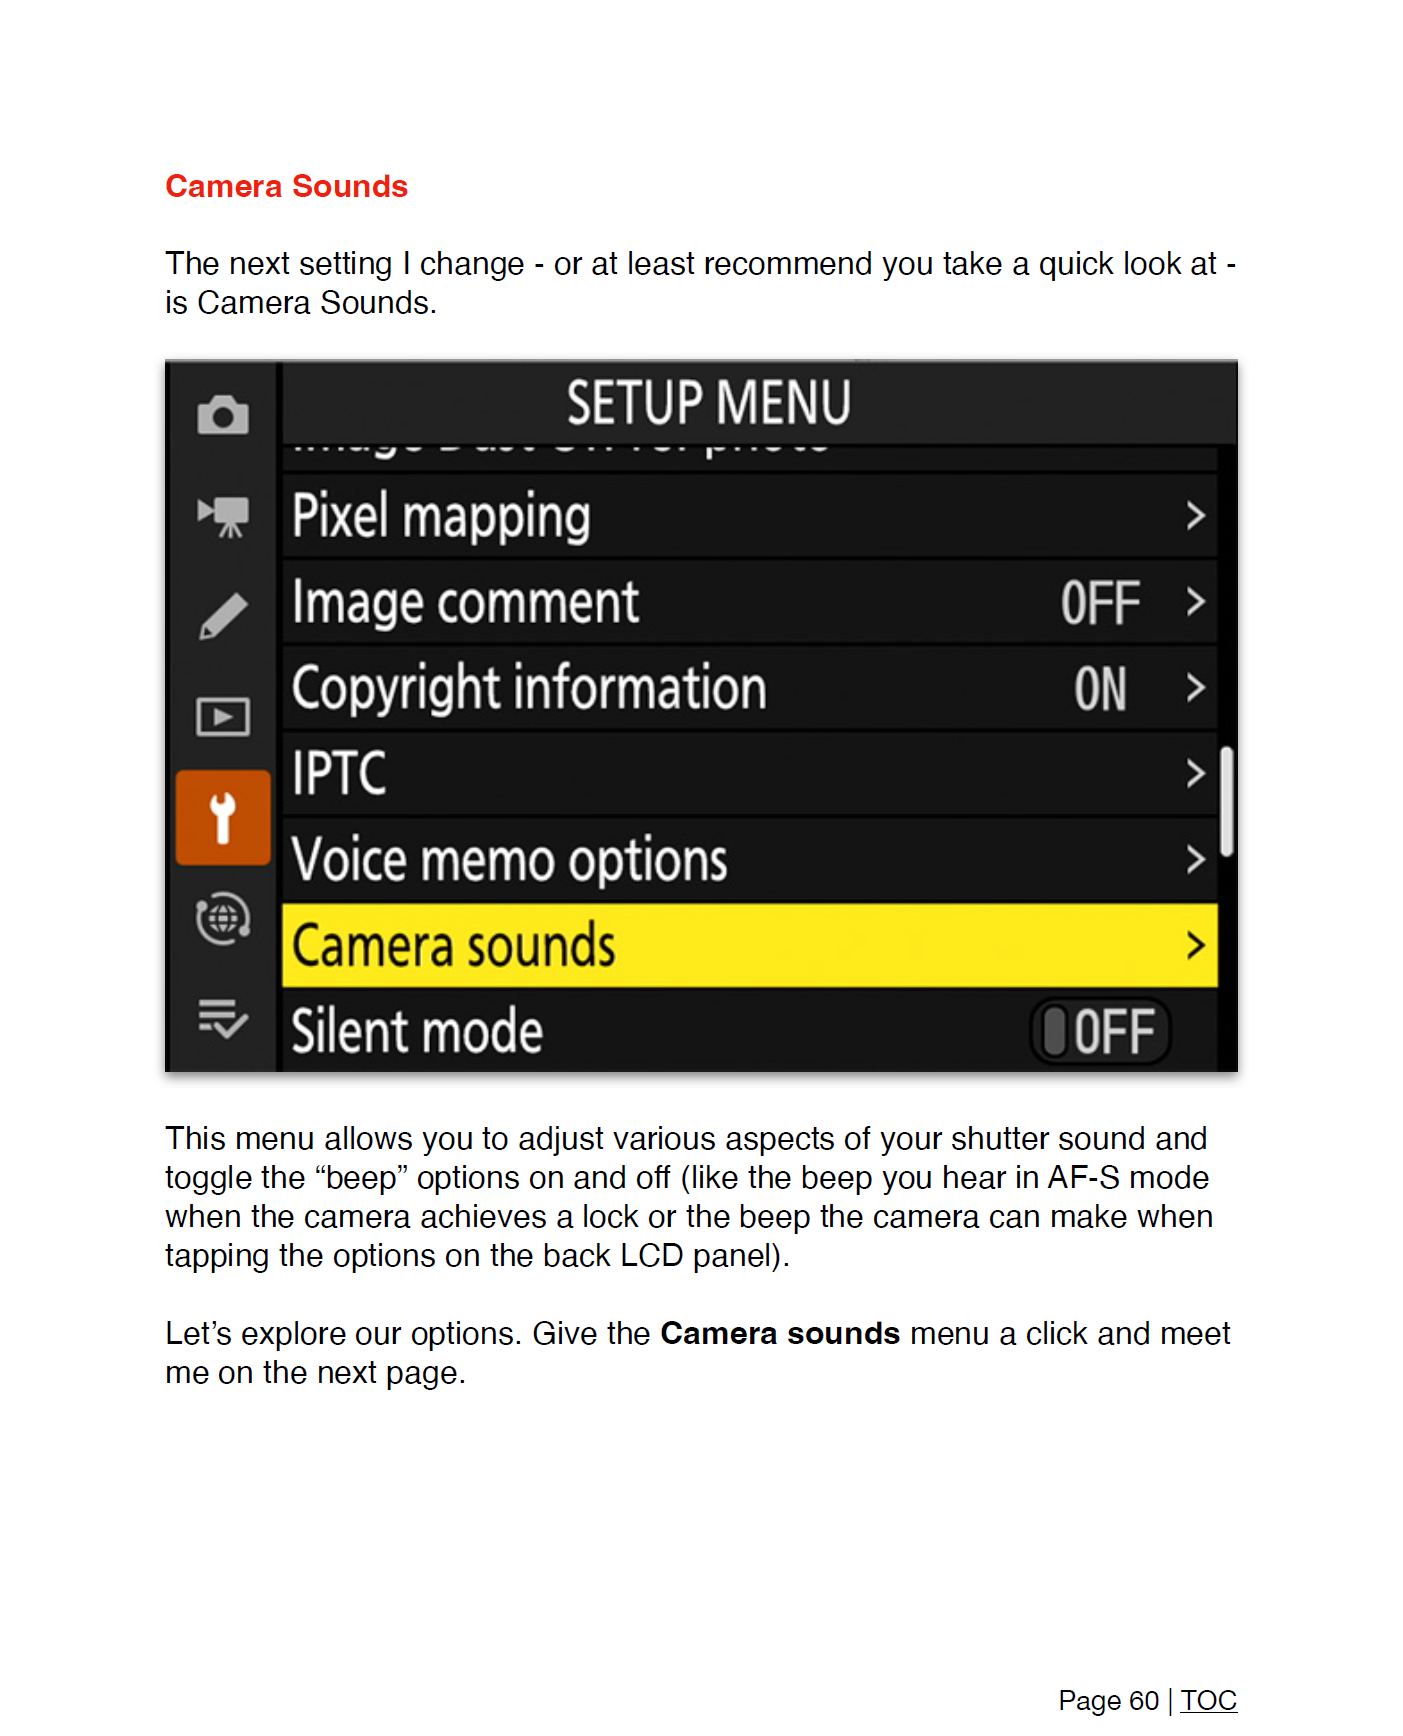 Camera Sounds
The next setting I change - or at least recommend you take a quick look at -
is Camera Sounds.
SETUP MENU
Pixel mapping >
Image comment OFF >
Copyright information ON >
IPTC >
Voice memo options >
Camera sounds >
Silent mode OFF
This menu allows you to adjust various aspects of your shutter sound and
toggle the “beep” options on and off (like the beep you hear in AF-S mode
when the camera achieves a lock or the beep the camera can make when
tapping the options on the back LCD panel).
Let’s explore our options. Give the Camera sounds menu a click and meet
me on the next page.
Page 60 | TOC